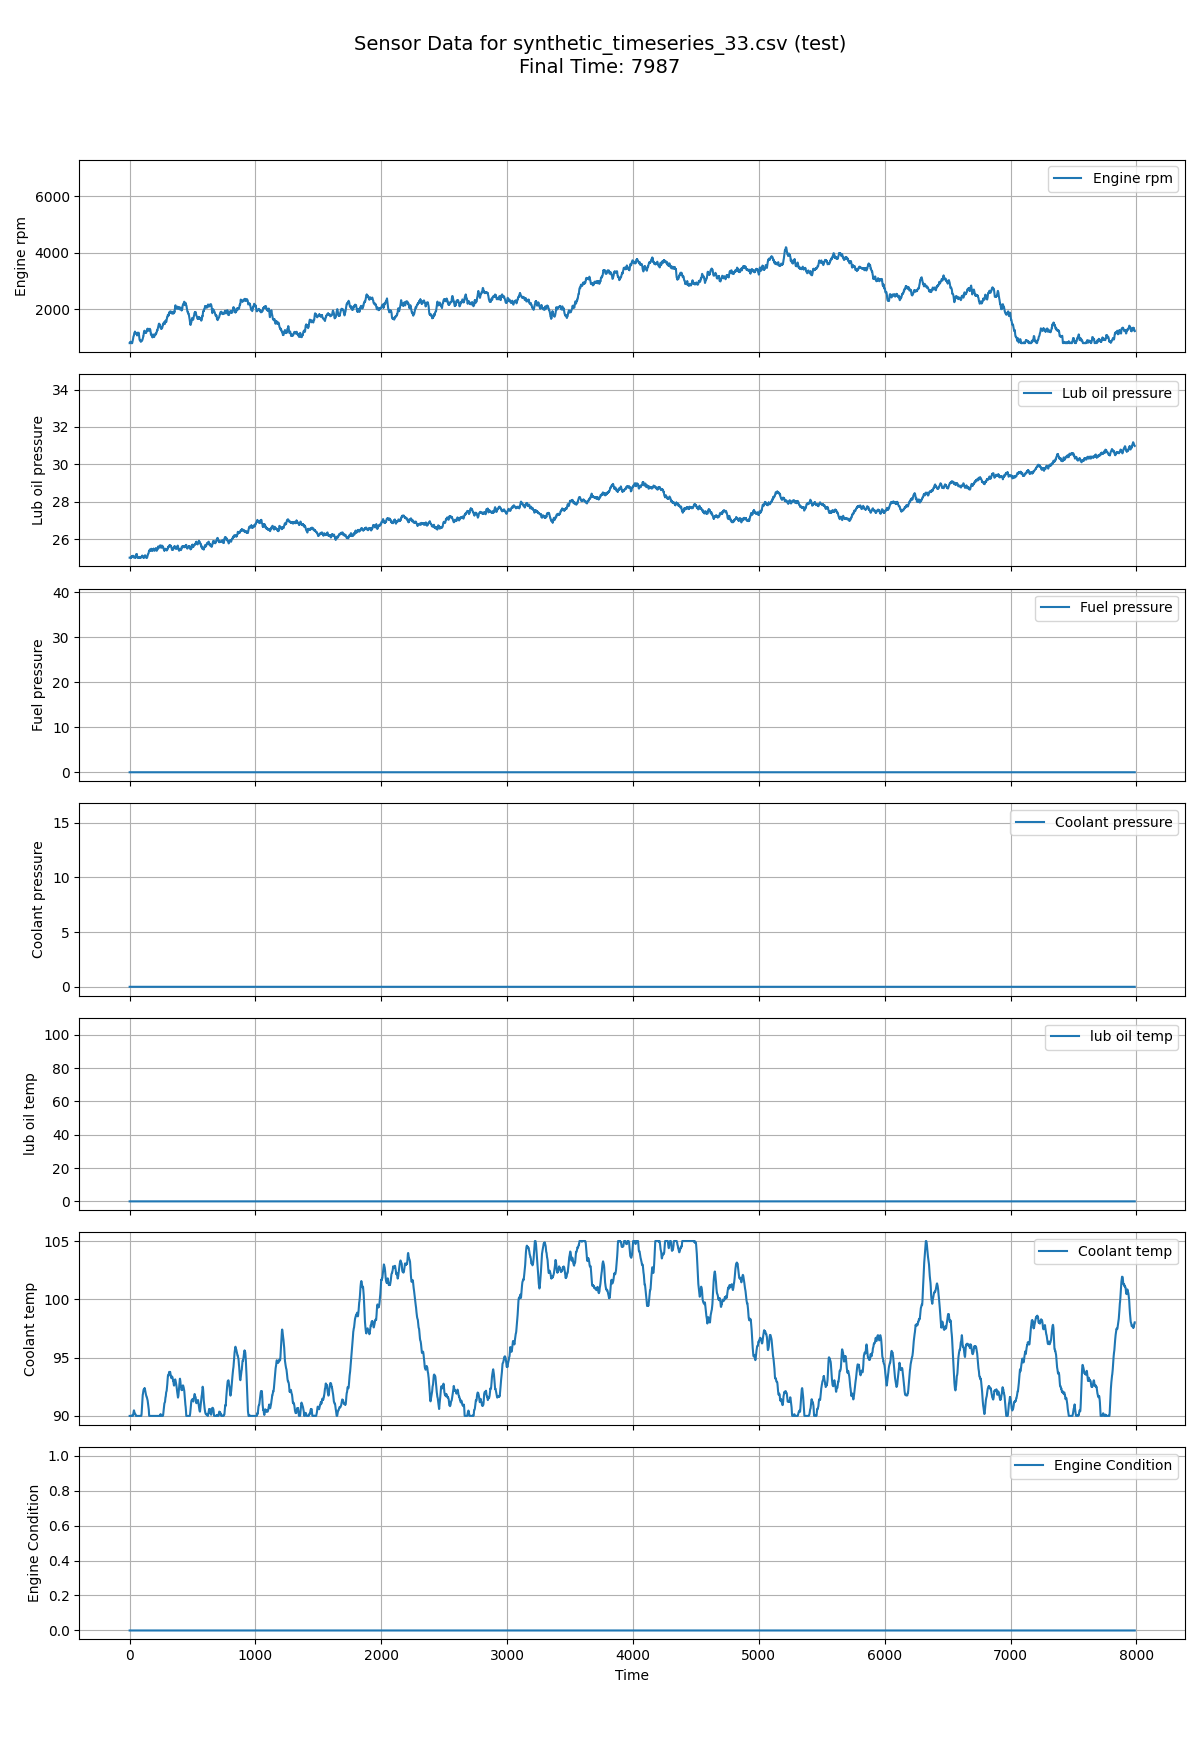 Sensor Data for synthetic_timeseries_33.csv (test)
Final Time: 7987
Engine rpm
6000
4000
2000
Engine rpm
Lub oil pressure
34
32
30
28
26
Lub oil pressure
Fuel pressure
40
30
20
10
0
Fuel pressure
Coolant pressure
15
10
5
0
Coolant pressure
lub oil temp
100
80
60
40
20
0
lub oil temp
Coolant temp
105
100
95
90
Coolant temp
Engine Condition
1.0
0.8
0.6
0.4
0.2
0.0
Engine Condition
0 1000 2000 3000 4000 5000 6000 7000 8000
Time